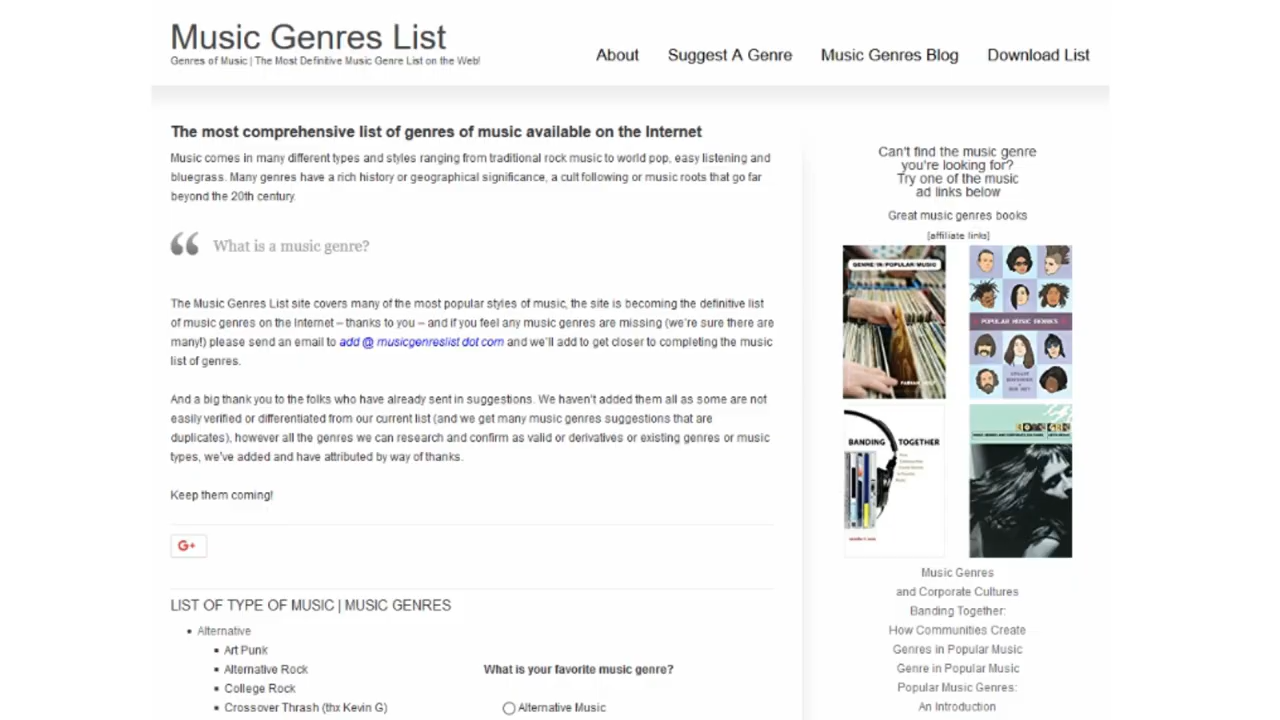 Music Genres List
Genres of Music | The Most Definitive Music Genre List on the Web!
About
Suggest A Genre
Music Genres Blog
Download List
The most comprehensive list of genres of music available on the Internet
Music comes in many different types and styles ranging from traditional rock music to world pop, easy listening and
bluegrass. Many genres have a rich history or geographical significance, a cult following or music roots that go far
beyond the 20th century.
What is a music genre?
The Music Genres List site covers many of the most popular styles of music, the site is becoming the definitive list
of music genres on the Internet – thanks to you – and if you feel any music genres are missing (we're sure there are
many!) please send an email to add @ musicgenreslist dot com and we'll add to get closer to completing the music
list of genres.
And a big thank you to the folks who have already sent in suggestions. We haven't added them all as some are not
easily verified or differentiated from our current list (and we get many music genres suggestions that are
duplicates), however all the genres we can research and confirm as valid or derivatives or existing genres or music
types, we've added and have attributed by way of thanks.
Keep them coming!
G+
LIST OF TYPE OF MUSIC | MUSIC GENRES
Alternative
Art Punk
Alternative Rock
College Rock
Crossover Thrash (thx Kevin G)
What is your favorite music genre?
Alternative Music
Can't find the music genre
you're looking for?
Try one of the music
ad links below
Great music genres books
[affiliate links]
GENRE/IN/POPULAR/MUSIC
POPULAR MUSIC GENRES
BANDING TOGETHER
Music Genres
and Corporate Cultures
Banding Together:
How Communities Create
Genres in Popular Music
Genre in Popular Music
Popular Music Genres:
An Introduction